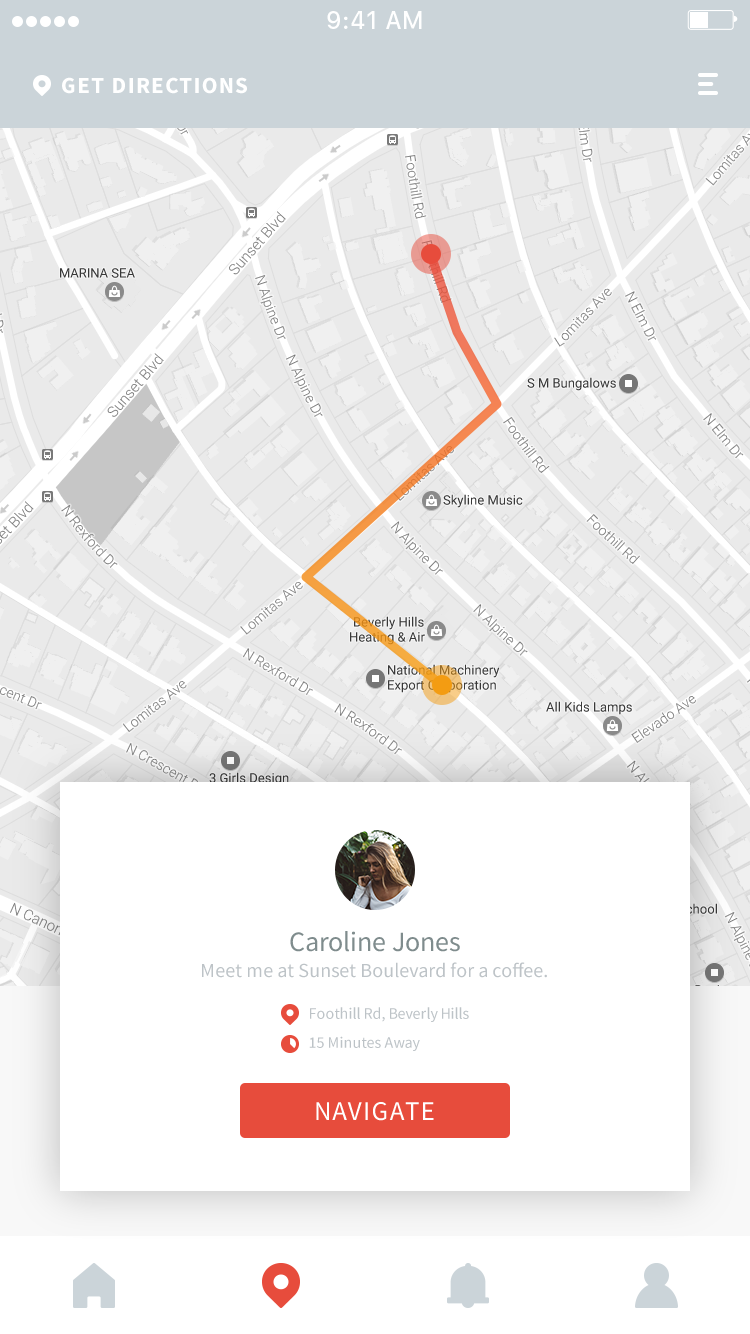 9:41 AM
GET DIRECTIONS
Foothill Rd
Lomitas A
Sunset Blvd
MARINA SEA
N Alpine Dr
N Elm Dr
Lomitas Ave
Sunset Blvd
N Alpine Dr
S M Bungalows
N Elm Dr
Foothill Rd
Lomitas Ave
Skyline Music
set Blvd
N Rexford Dr
N Alpine Dr
Foothill Rd
Lomitas Ave
Beverly Hills
Heating & Air
N Alpine Dr
N Rexford Dr
National Machinery
Export Corporation
cent Dr
Lomitas Ave
All Kids Lamps
Elevado Ave
N Rexford Dr
N Crescent D
3 Girls Design
N A
N Canon
chool
N Alpine
Caroline Jones
Meet me at Sunset Boulevard for a coffee.
Foothill Rd, Beverly Hills
15 Minutes Away
NAVIGATE